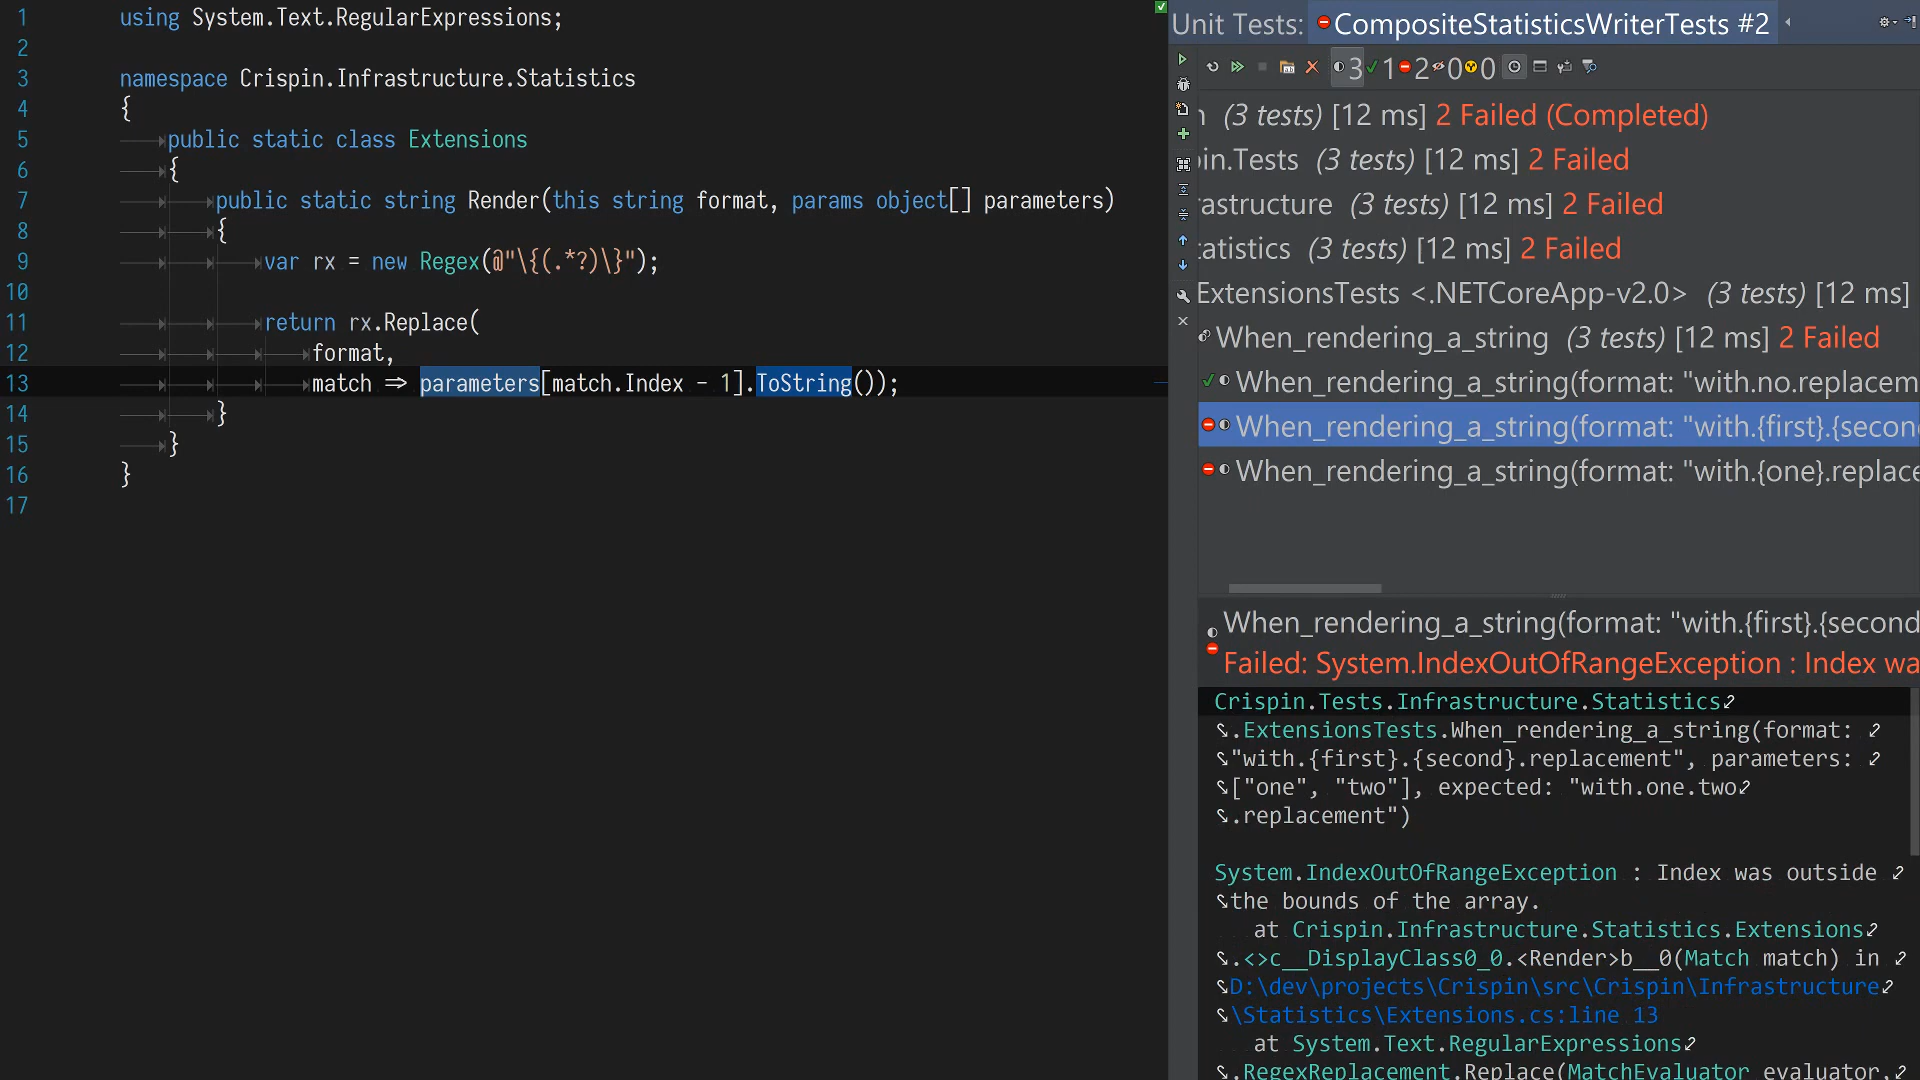 1 using System.Text.RegularExpressions;
2
3 namespace Crispin.Infrastructure.Statistics
4 {
5 public static class Extensions
6 {
7 public static string Render(this string format, params object[] parameters)
8 {
9 var rx = new Regex(@"\{(.*?)\}");
10
11 return rx.Replace(
12 format,
13 match => parameters[match.Index - 1].ToString());
14 }
15 }
16 }
17
Unit Tests: CompositeStatisticsWriterTests #2
3 1 2 0 0
(3 tests) [12 ms] 2 Failed (Completed)
pin.Tests (3 tests) [12 ms] 2 Failed
rastructure (3 tests) [12 ms] 2 Failed
tatistics (3 tests) [12 ms] 2 Failed
ExtensionsTests <.NETCoreApp-v2.0> (3 tests) [12 ms]
When_rendering_a_string (3 tests) [12 ms] 2 Failed
When_rendering_a_string(format: "with.no.replacem
When_rendering_a_string(format: "with.{first}.{secon
When_rendering_a_string(format: "with.{one}.replace
When_rendering_a_string(format: "with.{first}.{second
Failed: System.IndexOutOfRangeException : Index wa
Crispin.Tests.Infrastructure.Statistics
.ExtensionsTests.When_rendering_a_string(format:
"with.{first}.{second}.replacement", parameters:
["one", "two"], expected: "with.one.two
.replacement")
System.IndexOutOfRangeException : Index was outside
the bounds of the array.
at Crispin.Infrastructure.Statistics.Extensions
.<>c__DisplayClass0_0.<Render>b__0(Match match) in
D:\dev\projects\Crispin\src\Crispin\Infrastructure
\Statistics\Extensions.cs:line 13
at System.Text.RegularExpressions
.RegexReplacement.Replace(MatchEvaluator evaluator,